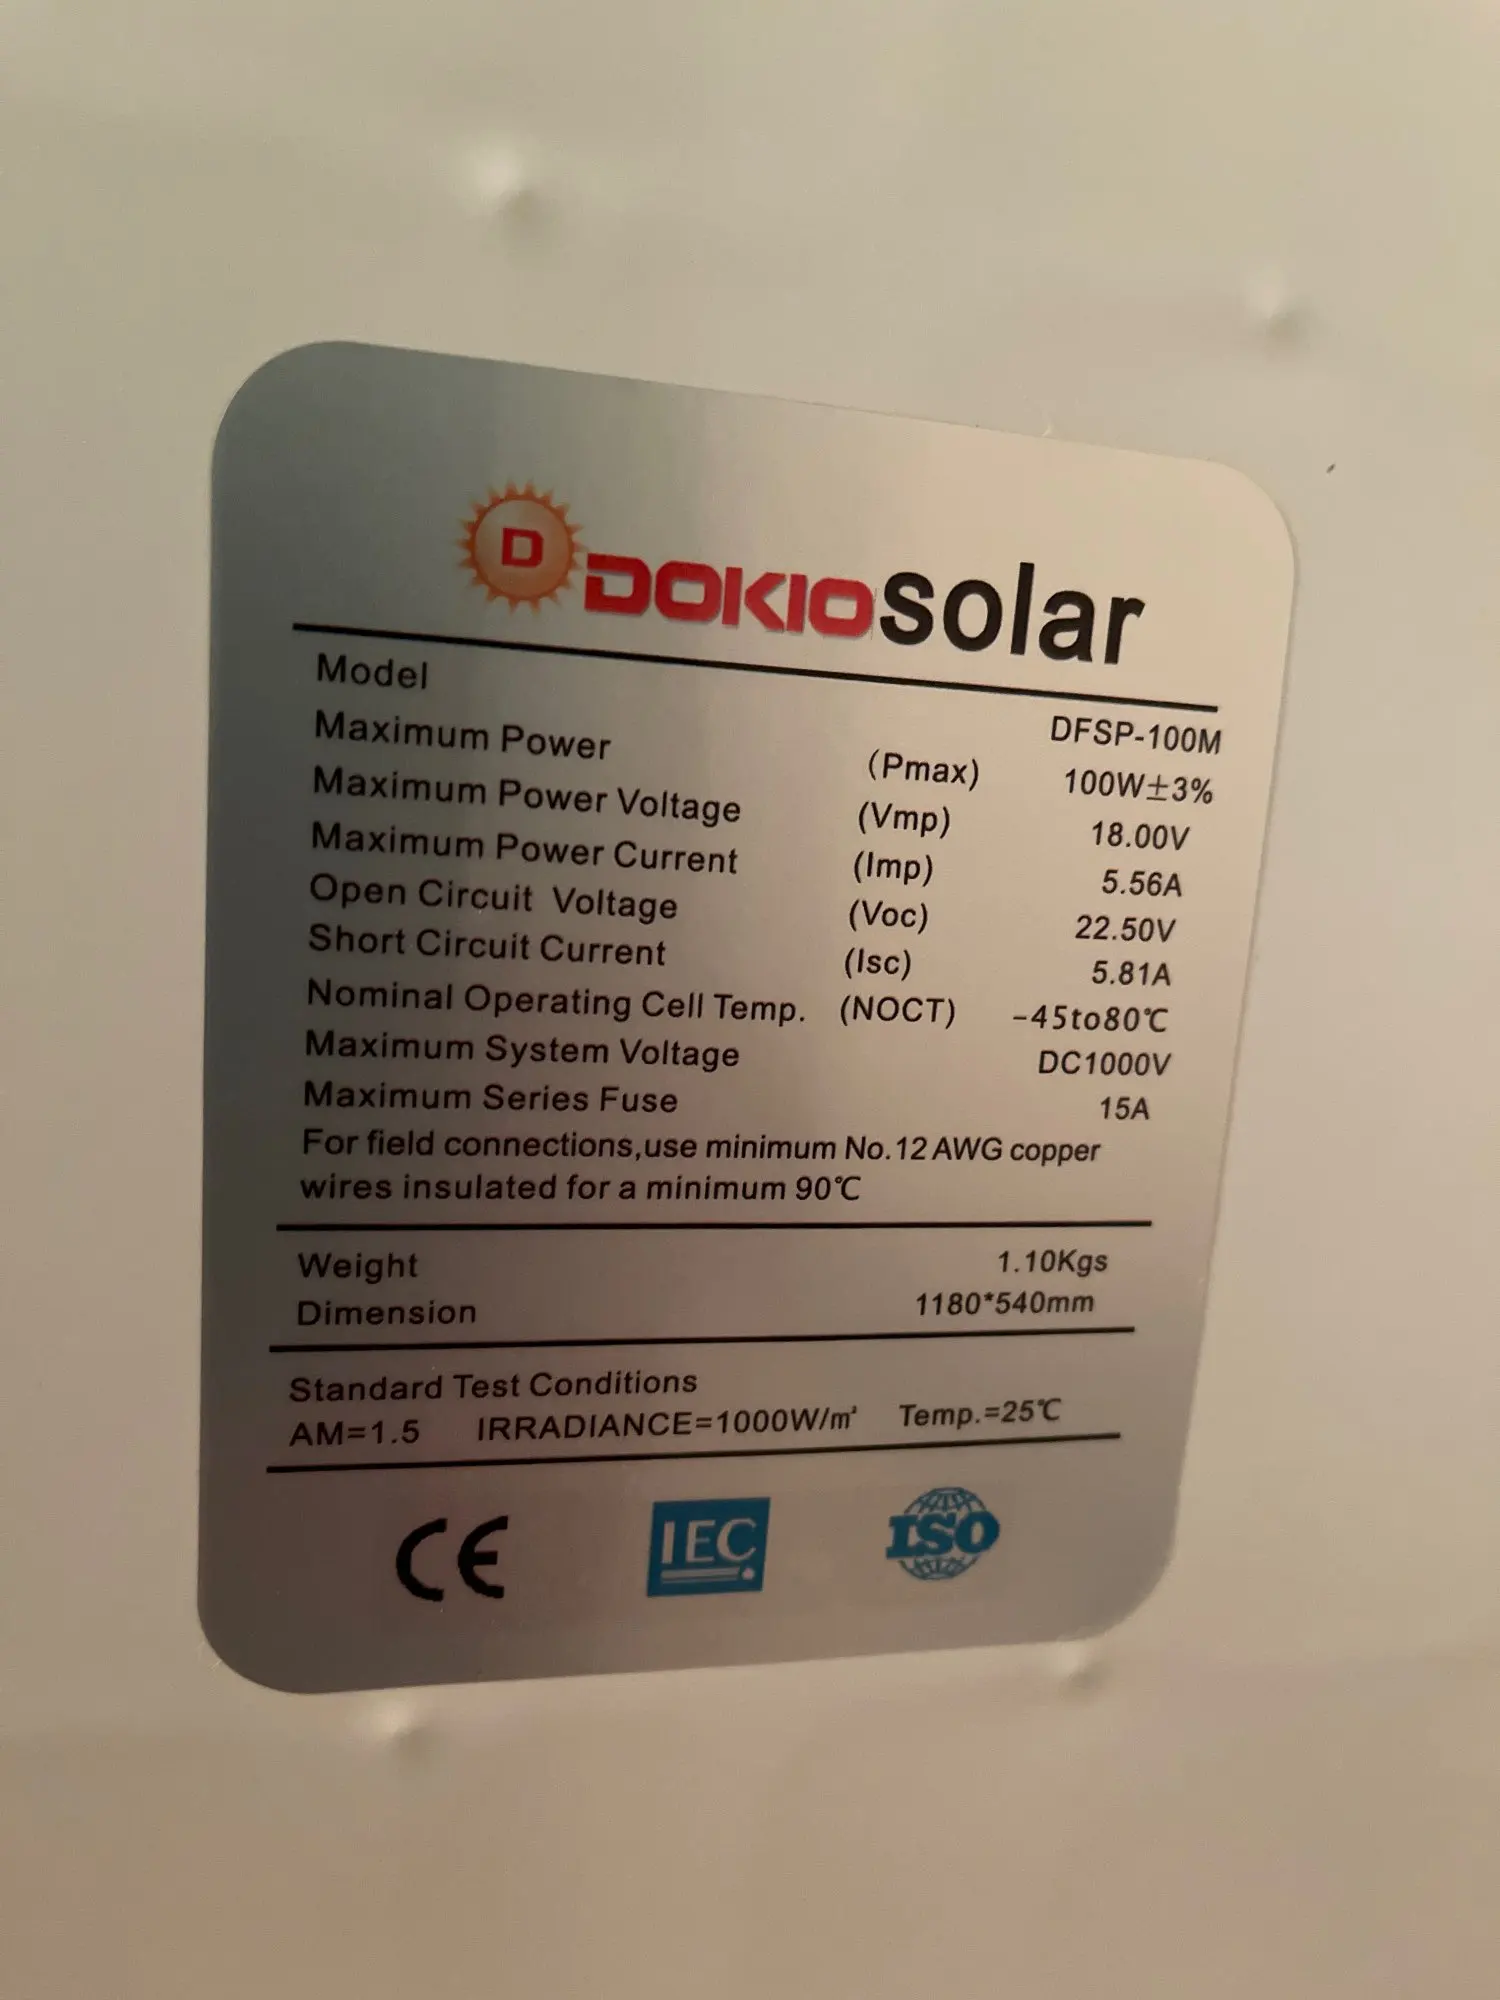 D DOKIO solar
Model DFSP-100M
Maximum Power (Pmax) 100W±3%
Maximum Power Voltage (Vmp) 18.00V
Maximum Power Current (Imp) 5.56A
Open Circuit Voltage (Voc) 22.50V
Short Circuit Current (Isc) 5.81A
Nominal Operating Cell Temp. (NOCT) -45to80℃
Maximum System Voltage DC1000V
Maximum Series Fuse 15A
For field connections,use minimum No.12 AWG copper
wires insulated for a minimum 90℃
Weight 1.10Kgs
Dimension 1180*540mm
Standard Test Conditions
AM=1.5 IRRADIANCE=1000W/m² Temp.=25℃
CE IEC ISO